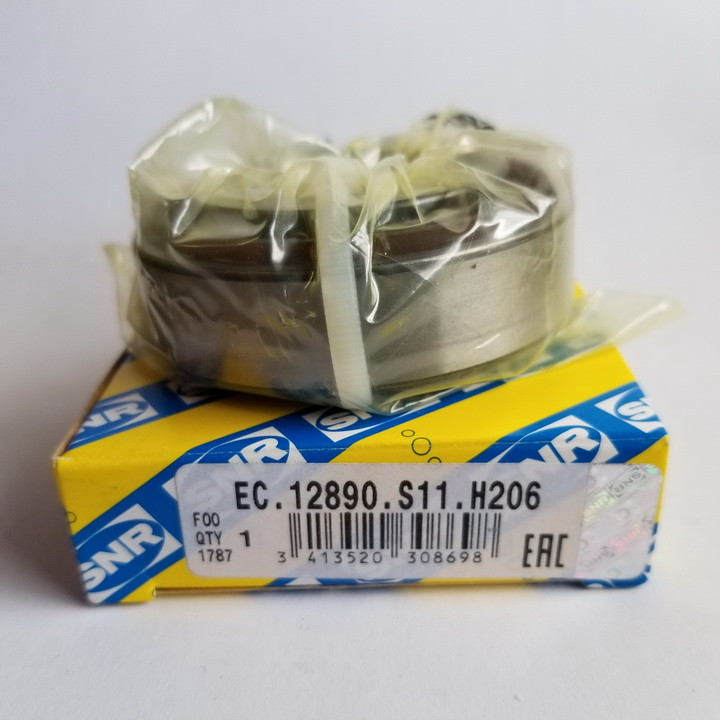 SNR
SNR
SNR
SNR
SNR
EC.12890.S11.H206
F00
QTY 1
1787
3 413520 308698
EAC